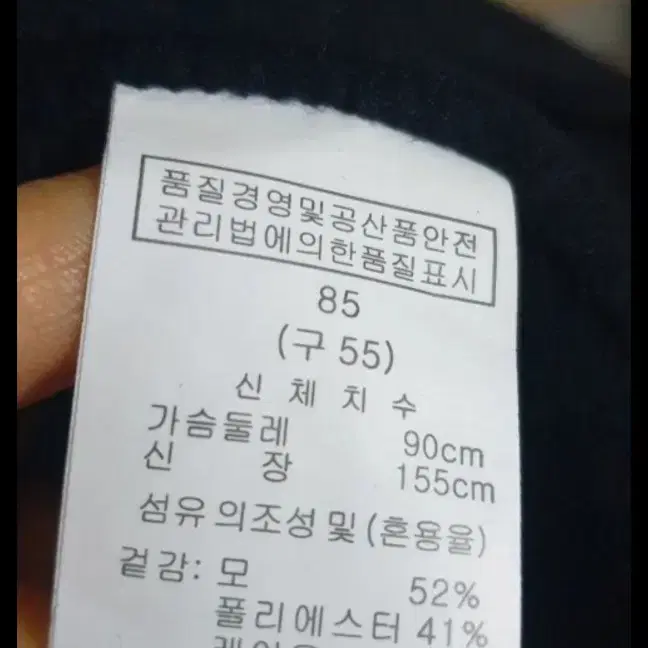 품질경영및공산품안전
관리법에의한품질표시
85
(구 55)
신 체 치 수
가슴둘레 90cm
신 장 155cm
섬유의조성및(혼용율)
겉감: 모 52%
폴리에스터 41%